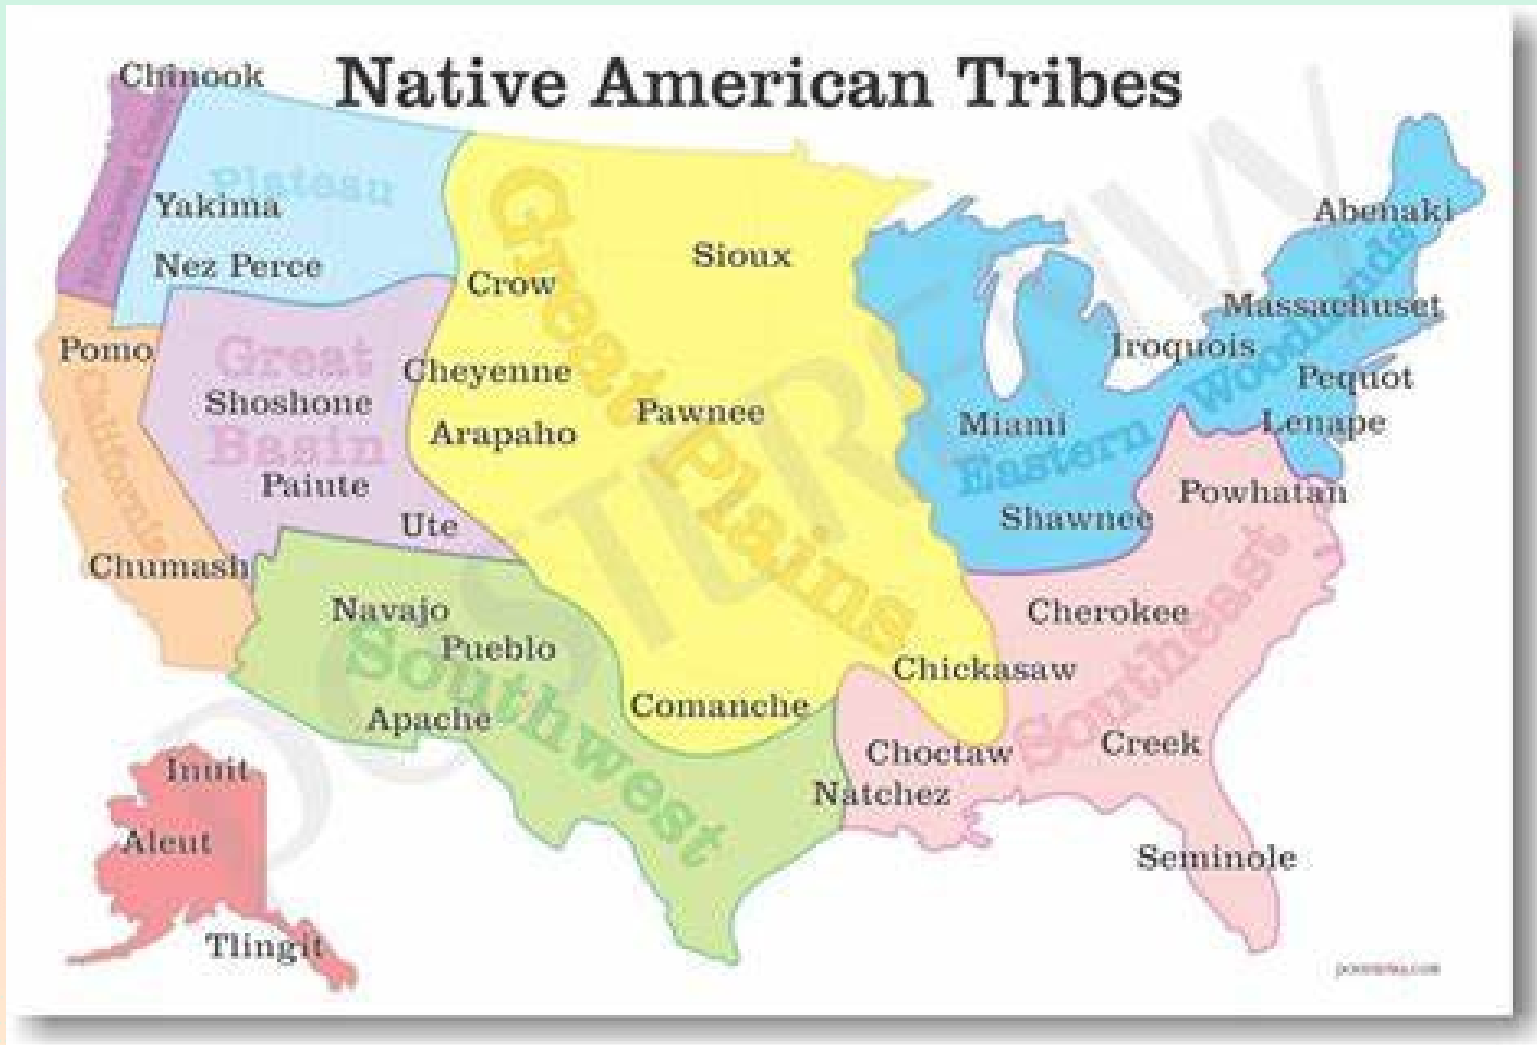 Native American Tribes
Chinook
Plateau
Yakima
Nez Perce
Pomo
California
Chumash
Great
Shoshone
Basin
Paiute
Ute
Crow
Cheyenne
Arapaho
Sioux
Pawnee
Great Plains
Comanche
Navajo
Pueblo
Southwest
Apache
Abenaki
Massachuset
Iroquois
Pequot
Lenape
Miami
Eastern Woodlands
Shawnee
Powhatan
Cherokee
Southeast
Chickasaw
Choctaw
Creek
Natchez
Seminole
Inuit
Aleut
Tlingit